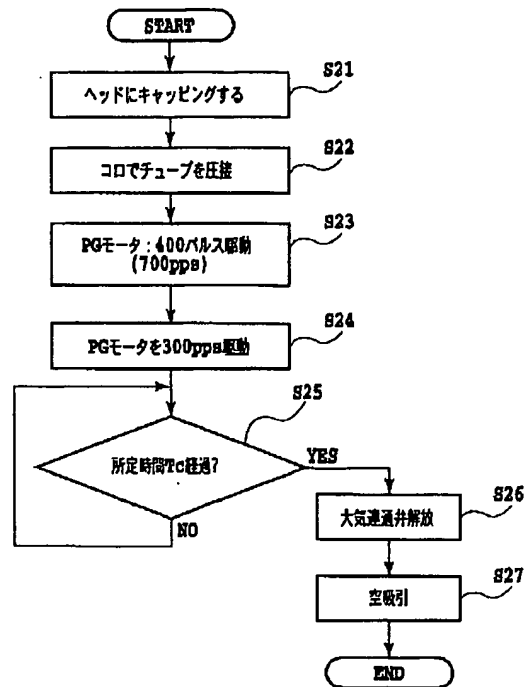 START
S21
ヘッドにキャッピングする
S22
コロでチューブを圧接
S23
PGモータ:400パルス駆動
(700pps)
S24
PGモータを300pps駆動
S25
所定時間Tc経過?
YES
NO
S26
大気連通弁解放
S27
空吸引
END